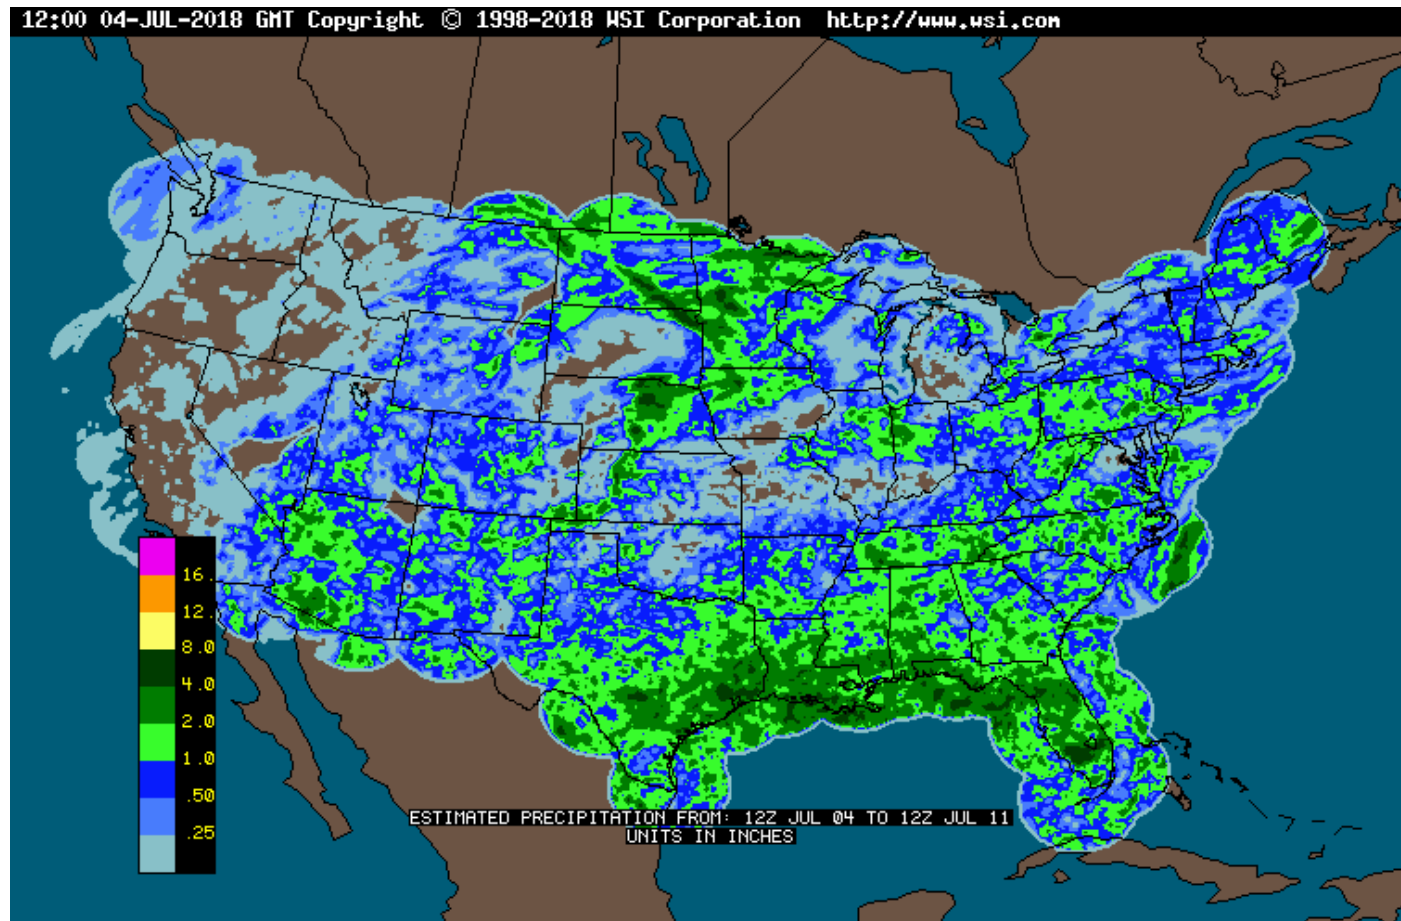 12:00 04-JUL-2018 GMT Copyright © 1998-2018 WSI Corporation http://www.wsi.com
16.
12.
8.0
4.0
2.0
1.0
.50
.25
ESTIMATED PRECIPITATION FROM: 12Z JUL 04 TO 12Z JUL 11
UNITS IN INCHES